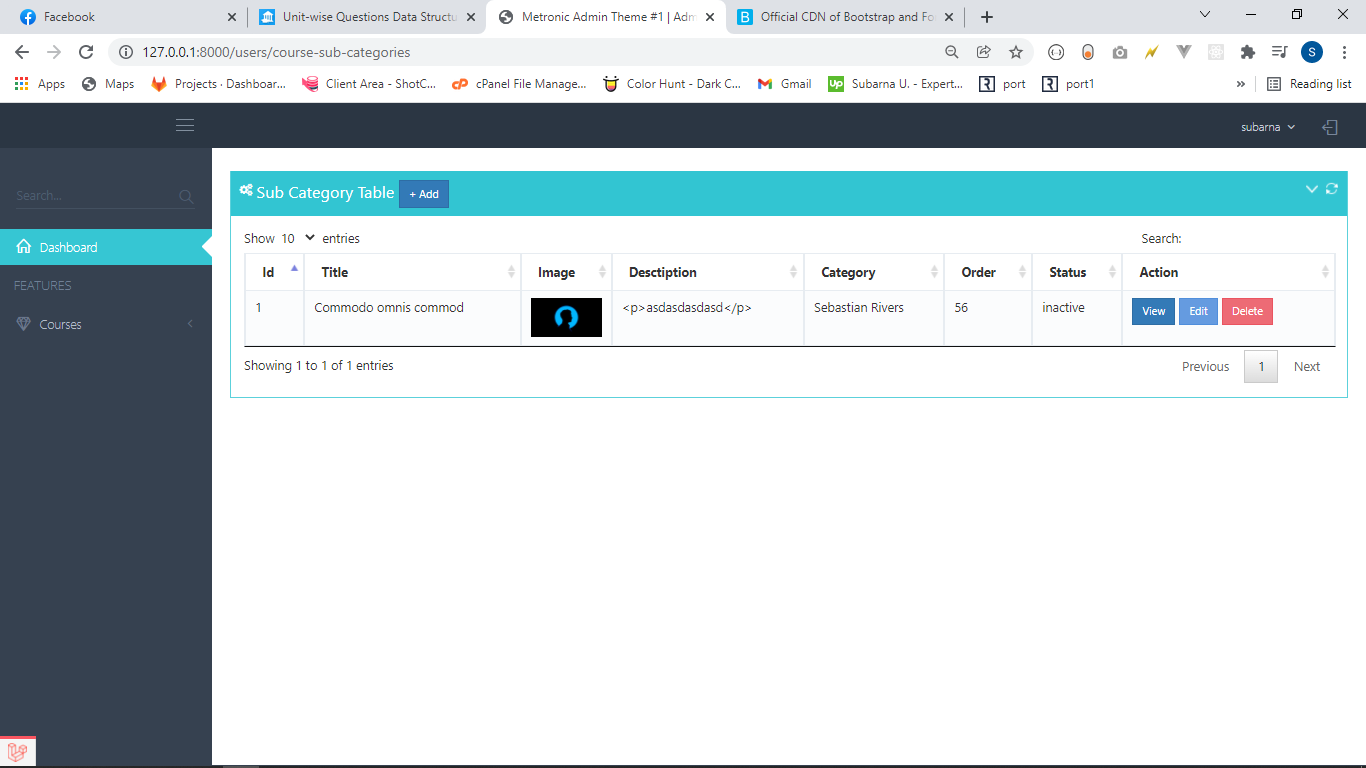 Facebook
Unit-wise Questions Data Structu
Metronic Admin Theme #1 | Adm
Official CDN of Bootstrap and Fo
127.0.0.1:8000/users/course-sub-categories
S
Apps
Maps
Projects · Dashboar...
Client Area - ShotC...
cPanel File Manage...
Color Hunt - Dark C...
Gmail
Up Subarna U. - Expert...
port
port1
»
Reading list
subarna
Search...
Dashboard
FEATURES
Courses
Sub Category Table + Add
Show 10 entries
Search:
Id Title Image Desctiption Category Order Status Action
1 Commodo omnis commod <p>asdasdasdasd</p> Sebastian Rivers 56 inactive View Edit Delete
Showing 1 to 1 of 1 entries
Previous 1 Next